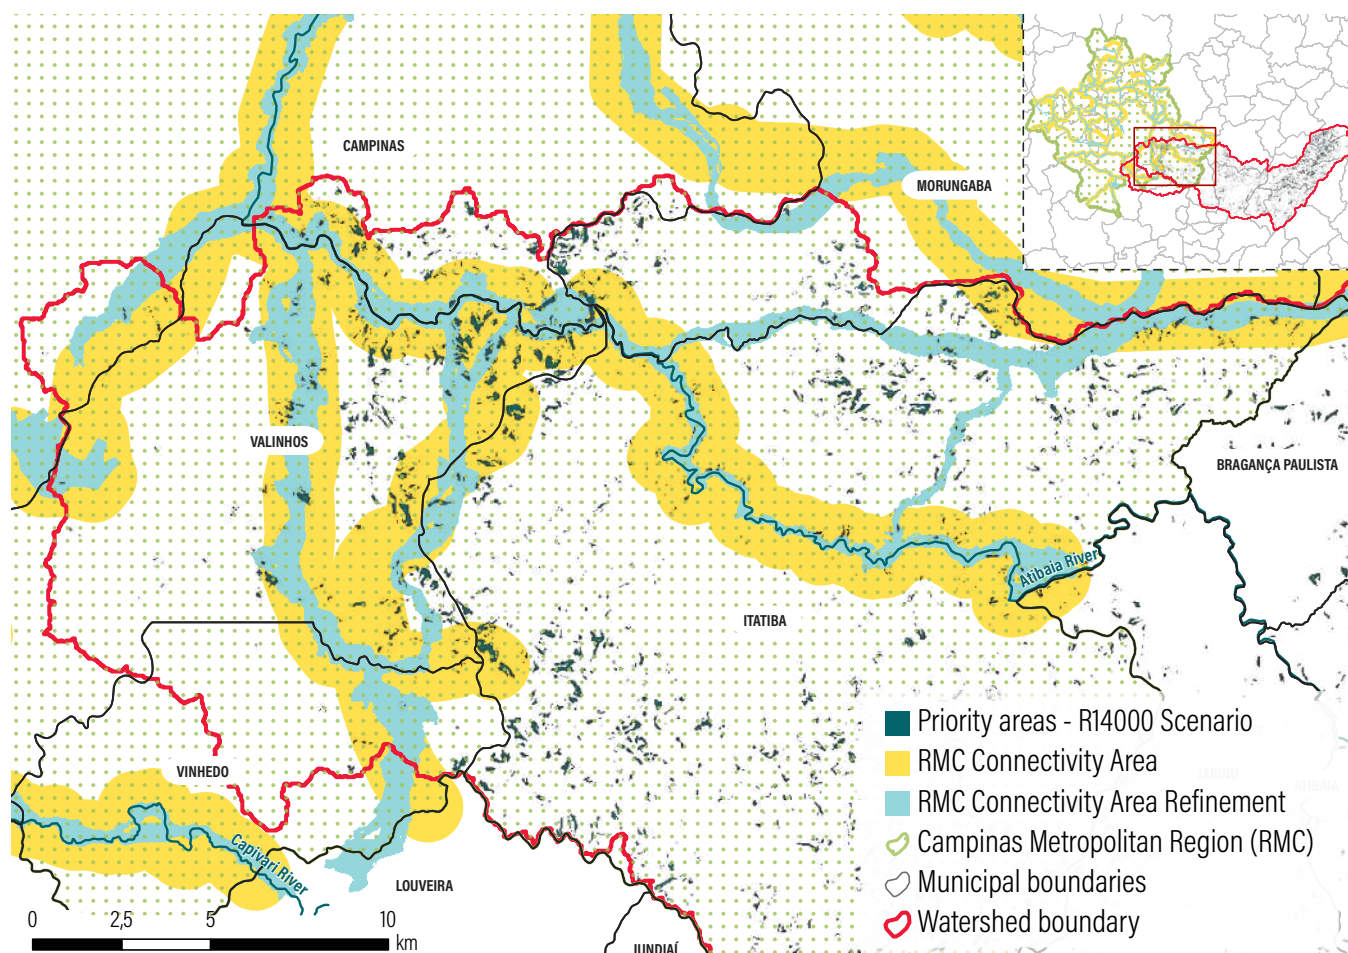 CAMPINAS
MORUNGABA
VALINHOS
BRAGANÇA PAULISTA
Atibaia River
ITATIBA
VINHEDO
Capivari River
LOUVEIRA
JUNDIAÍ
JARINU
ATIBAIA
Priority areas - R14000 Scenario
RMC Connectivity Area
RMC Connectivity Area Refinement
Campinas Metropolitan Region (RMC)
Municipal boundaries
Watershed boundary
0 2,5 5 10
km